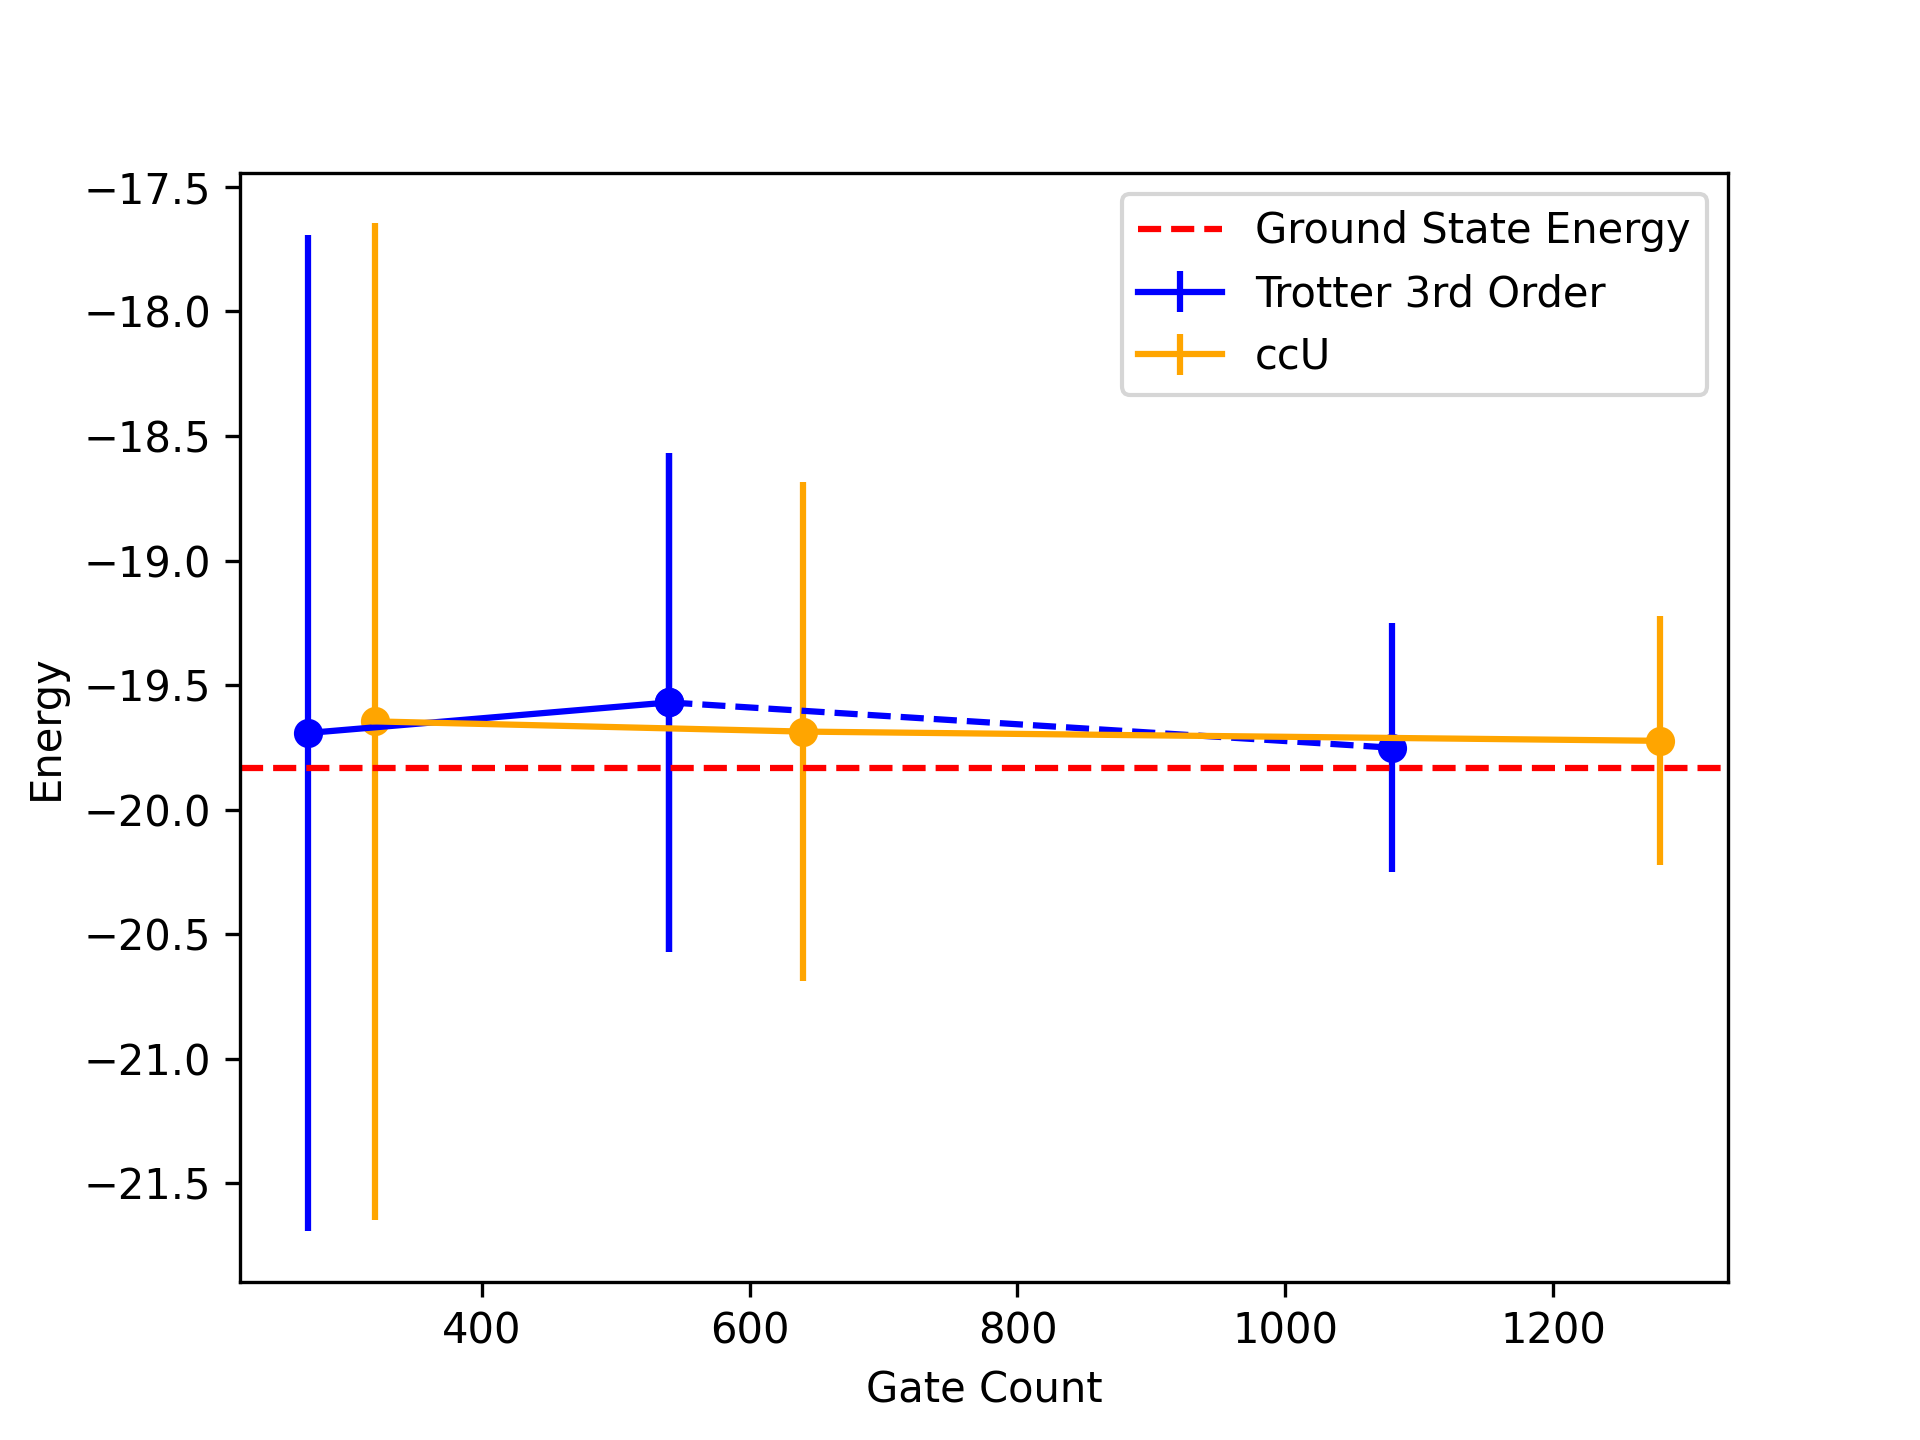 −17.5
−18.0
−18.5
−19.0
−19.5
−20.0
−20.5
−21.0
−21.5
Energy
Ground State Energy
Trotter 3rd Order
ccU
400 600 800 1000 1200
Gate Count